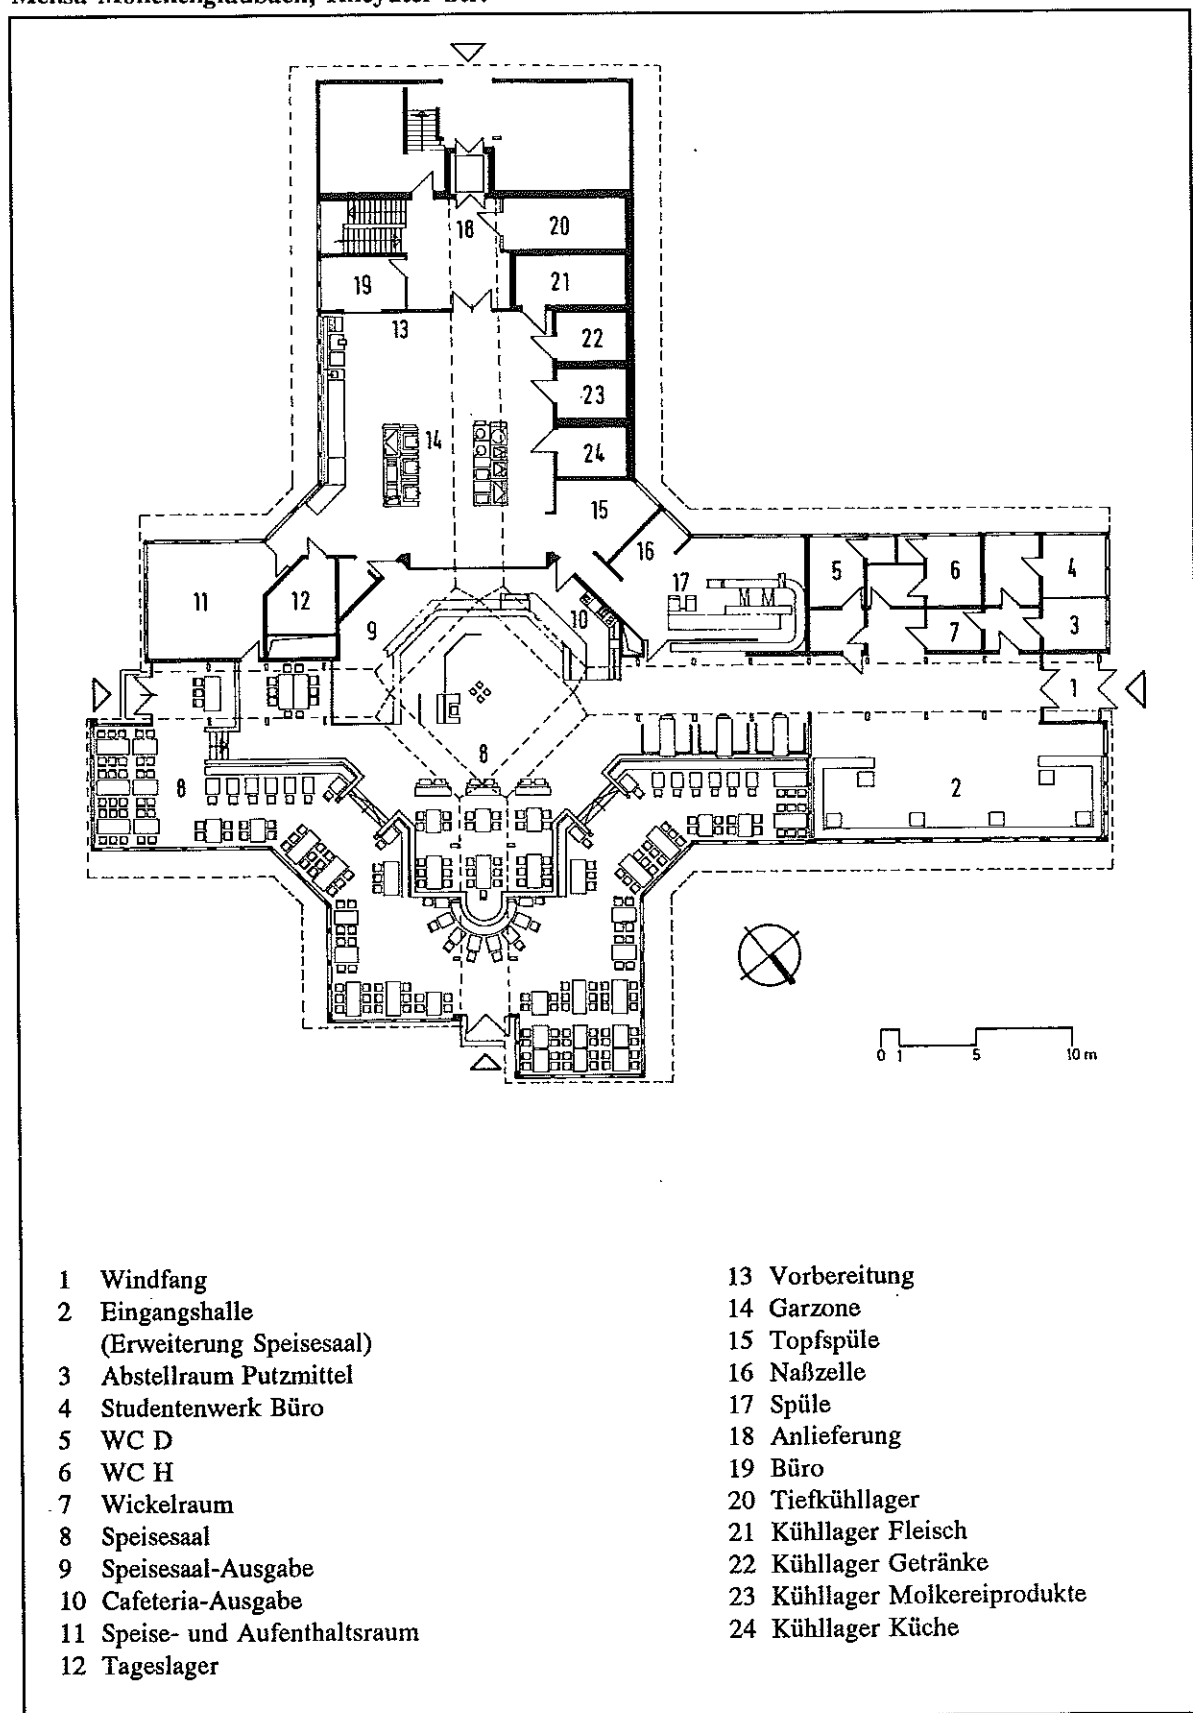 18
20
19
21
13
22
23
14
24
15
16
5
6
4
11
12
17
10
9
7
3
1
8
8
2
0 1 5 10 m
1 Windfang
2 Eingangshalle
(Erweiterung Speisesaal)
3 Abstellraum Putzmittel
4 Studentenwerk Büro
5 WC D
6 WC H
7 Wickelraum
8 Speisesaal
9 Speisesaal-Ausgabe
10 Cafeteria-Ausgabe
11 Speise- und Aufenthaltsraum
12 Tageslager
13 Vorbereitung
14 Garzone
15 Topfspüle
16 Naßzelle
17 Spüle
18 Anlieferung
19 Büro
20 Tiefkühllager
21 Kühllager Fleisch
22 Kühllager Getränke
23 Kühllager Molkereiprodukte
24 Kühllager Küche